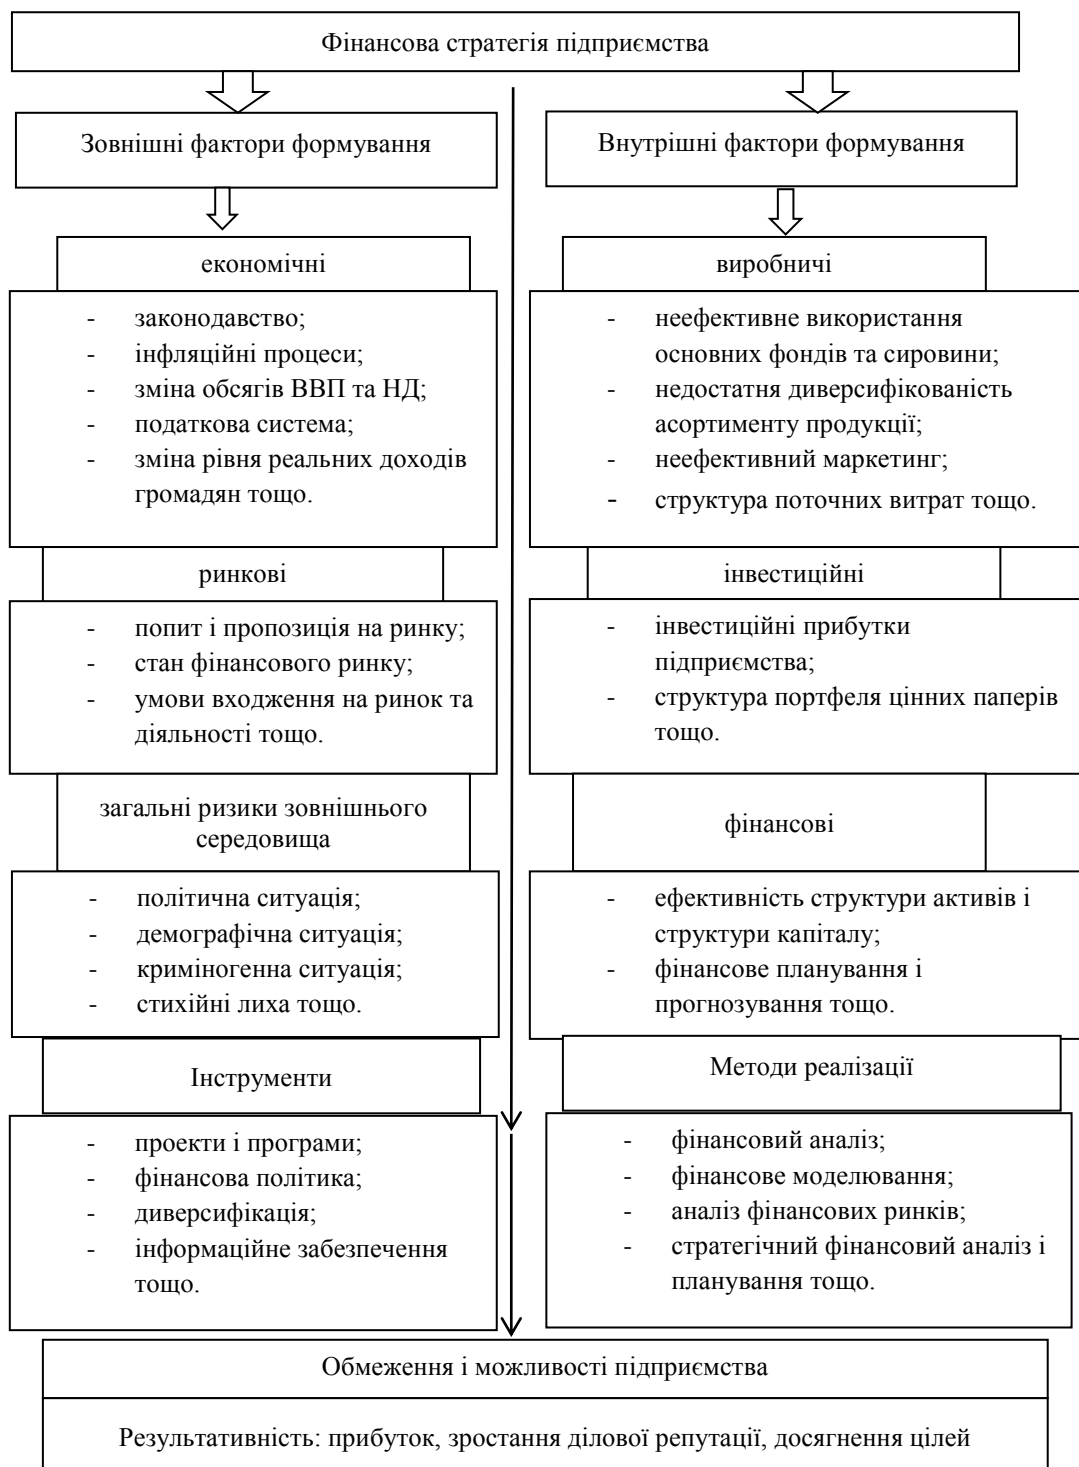 Фінансова стратегія підприємства
Зовнішні фактори формування
економічні
- законодавство;
- інфляційні процеси;
- зміна обсягів ВВП та НД;
- податкова система;
- зміна рівня реальних доходів
громадян тощо.
ринкові
- попит і пропозиція на ринку;
- стан фінансового ринку;
- умови входження на ринок та
діяльності тощо.
загальні ризики зовнішнього
середовища
- політична ситуація;
- демографічна ситуація;
- криміногенна ситуація;
- стихійні лиха тощо.
Інструменти
- проекти і програми;
- фінансова політика;
- диверсифікація;
- інформаційне забезпечення
тощо.
Внутрішні фактори формування
виробничі
- неефективне використання
основних фондів та сировини;
- недостатня диверсифікованість
асортименту продукції;
- неефективний маркетинг;
- структура поточних витрат тощо.
інвестиційні
- інвестиційні прибутки
підприємства;
- структура портфеля цінних паперів
тощо.
фінансові
- ефективність структури активів і
структури капіталу;
- фінансове планування і
прогнозування тощо.
Методи реалізації
- фінансовий аналіз;
- фінансове моделювання;
- аналіз фінансових ринків;
- стратегічний фінансовий аналіз і
планування тощо.
Обмеження і можливості підприємства
Результативність: прибуток, зростання ділової репутації, досягнення цілей